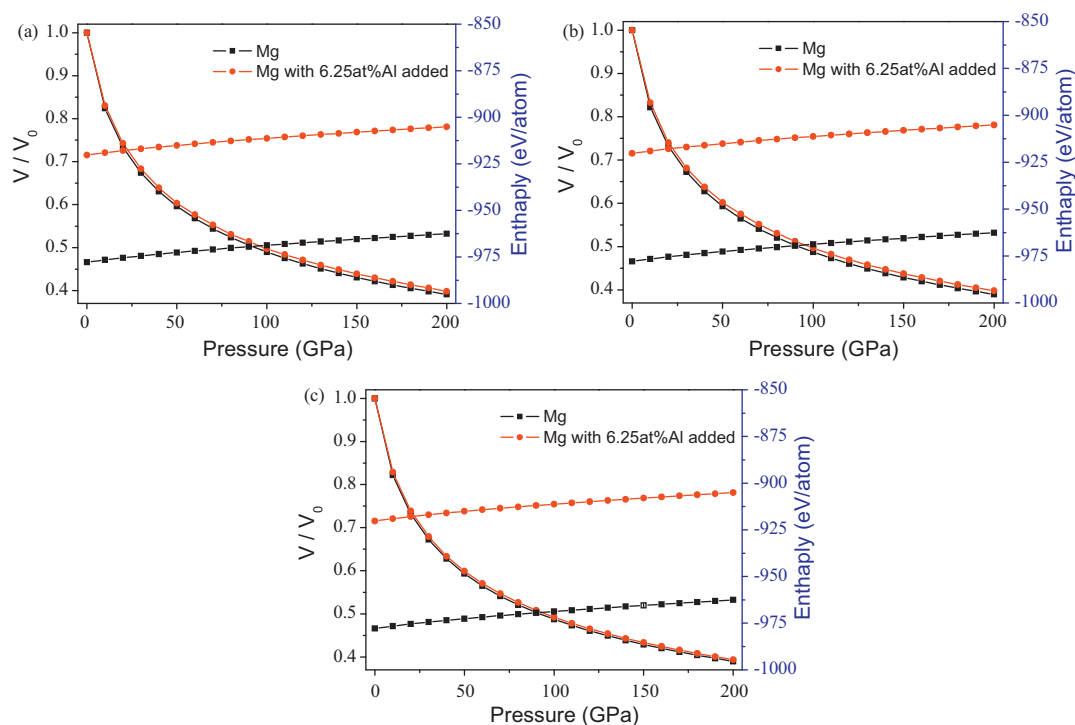 (a)
1.0
0.9
0.8
0.7
0.6
0.5
0.4
V / V0
Mg
Mg with 6.25at%Al added
-850
-875
-900
-925
-950
-975
-1000
Enthaply (eV/atom)
0 50 100 150 200
Pressure (GPa)
(b)
1.0
0.9
0.8
0.7
0.6
0.5
0.4
V / V0
Mg
Mg with 6.25at%Al added
-850
-875
-900
-925
-950
-975
-1000
Enthaply (eV/atom)
0 50 100 150 200
Pressure (GPa)
(c)
1.0
0.9
0.8
0.7
0.6
0.5
0.4
V / V0
Mg
Mg with 6.25at%Al added
-850
-875
-900
-925
-950
-975
-1000
Enthaply (eV/atom)
0 50 100 150 200
Pressure (GPa)